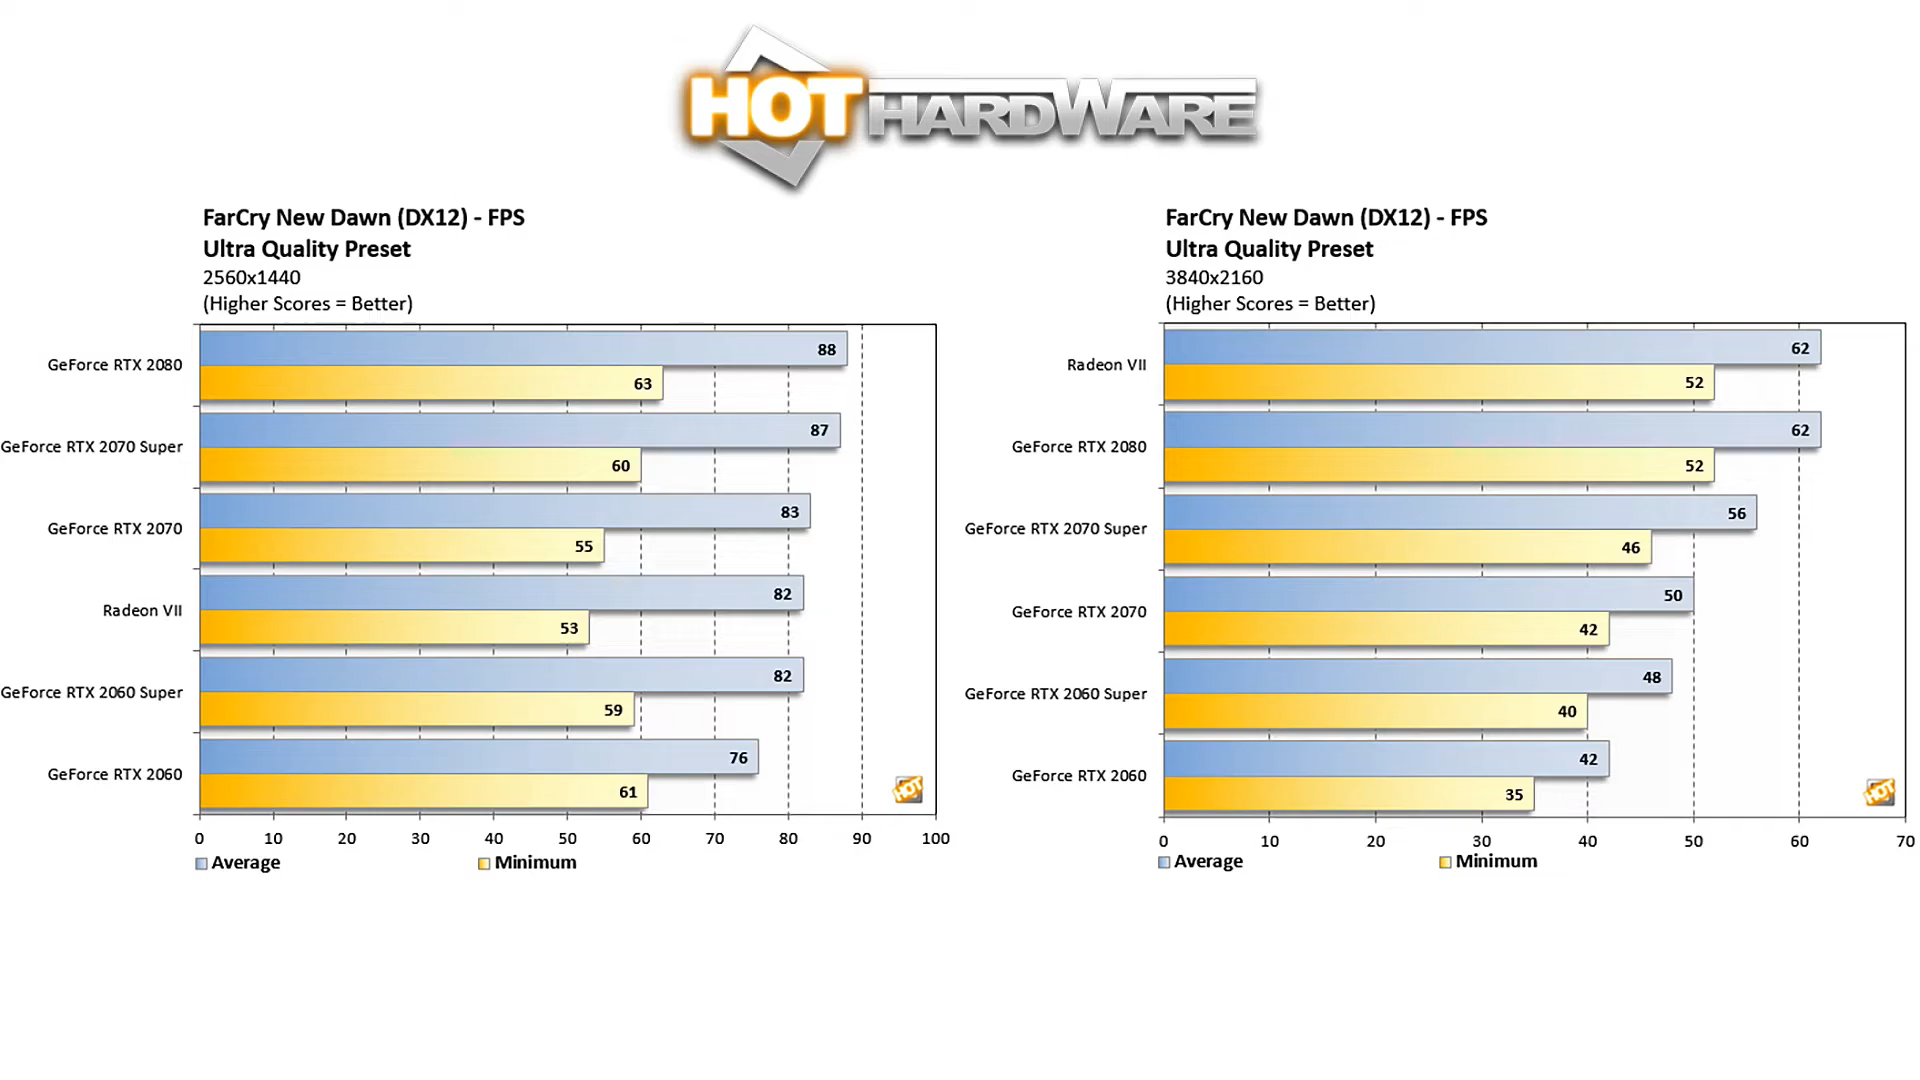 HOT HARDWARE
FarCry New Dawn (DX12) - FPS
Ultra Quality Preset
2560x1440
(Higher Scores = Better)
GeForce RTX 2080
88
63
GeForce RTX 2070 Super
87
60
GeForce RTX 2070
83
55
Radeon VII
82
53
GeForce RTX 2060 Super
82
59
GeForce RTX 2060
76
61
HOT
0 10 20 30 40 50 60 70 80 90 100
Average Minimum
FarCry New Dawn (DX12) - FPS
Ultra Quality Preset
3840x2160
(Higher Scores = Better)
Radeon VII
62
52
GeForce RTX 2080
62
52
GeForce RTX 2070 Super
56
46
GeForce RTX 2070
50
42
GeForce RTX 2060 Super
48
40
GeForce RTX 2060
42
35
HOT
0 10 20 30 40 50 60 70
Average Minimum